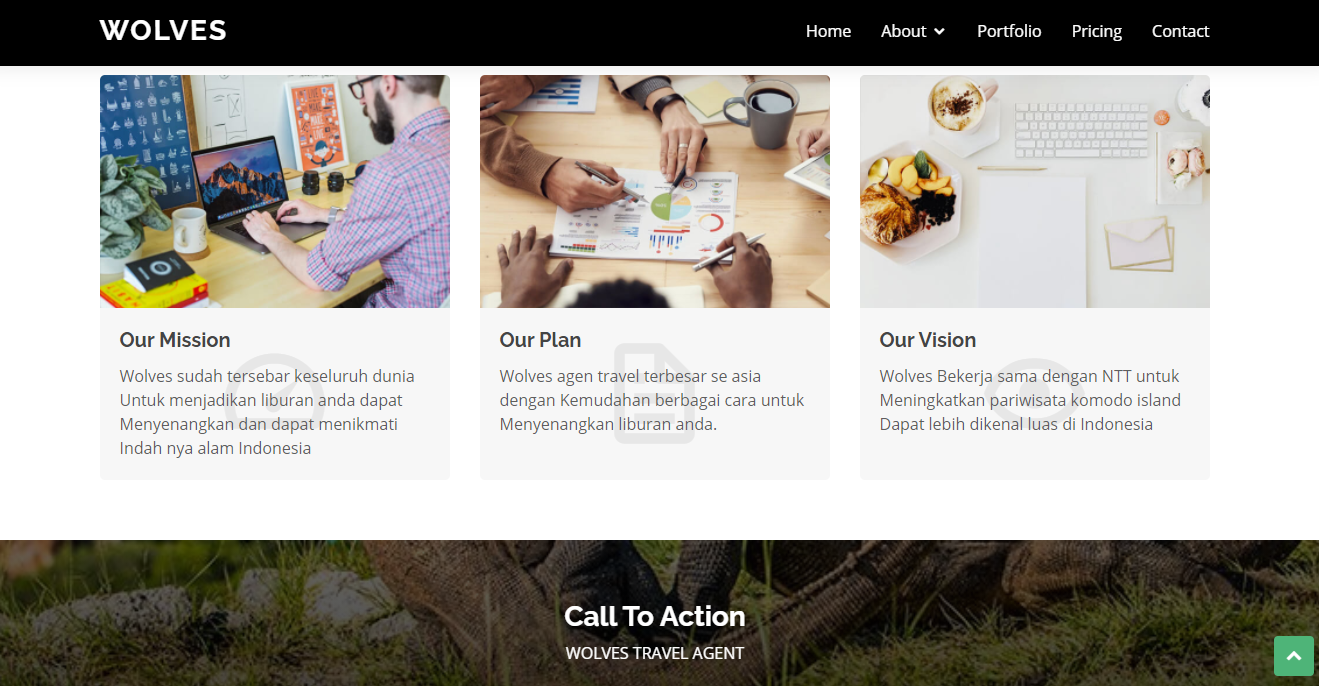 WOLVES
Home About Portfolio Pricing Contact
Our Mission
Wolves sudah tersebar keseluruh dunia
Untuk menjadikan liburan anda dapat
Menyenangkan dan dapat menikmati
Indah nya alam Indonesia
Our Plan
Wolves agen travel terbesar se asia
dengan Kemudahan berbagai cara untuk
Menyenangkan liburan anda.
Our Vision
Wolves Bekerja sama dengan NTT untuk
Meningkatkan pariwisata komodo island
Dapat lebih dikenal luas di Indonesia
Call To Action
WOLVES TRAVEL AGENT